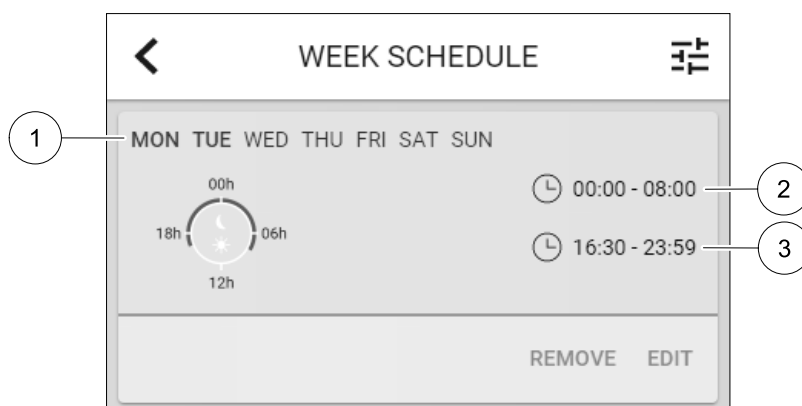 WEEK SCHEDULE
1
MON TUE WED THU FRI SAT SUN
00h
00:00 - 08:00
2
18h
06h
16:30 - 23:59
3
12h
REMOVE EDIT